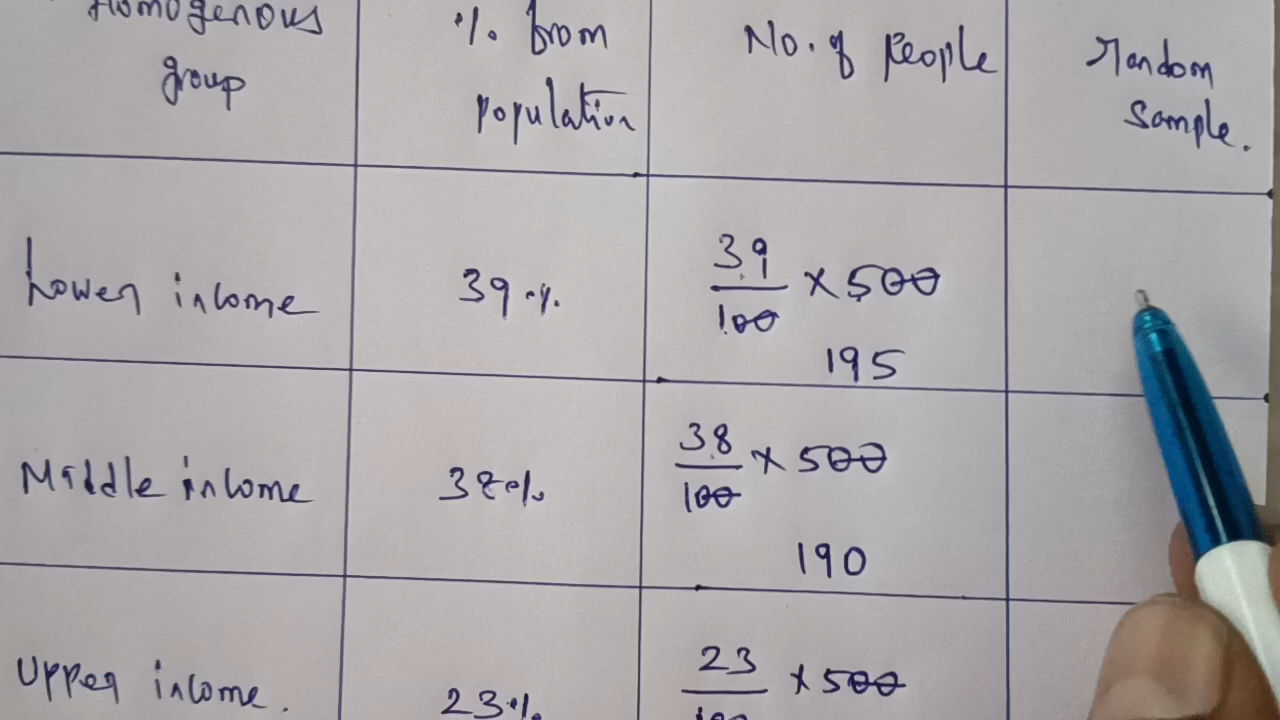 Homogenous
group
% from
population
No. of people
random
sample.
Lower income
39 %
39
100
× 500
195
Middle income
38%
38
100
× 500
190
Upper income.
23%
23
100
× 500